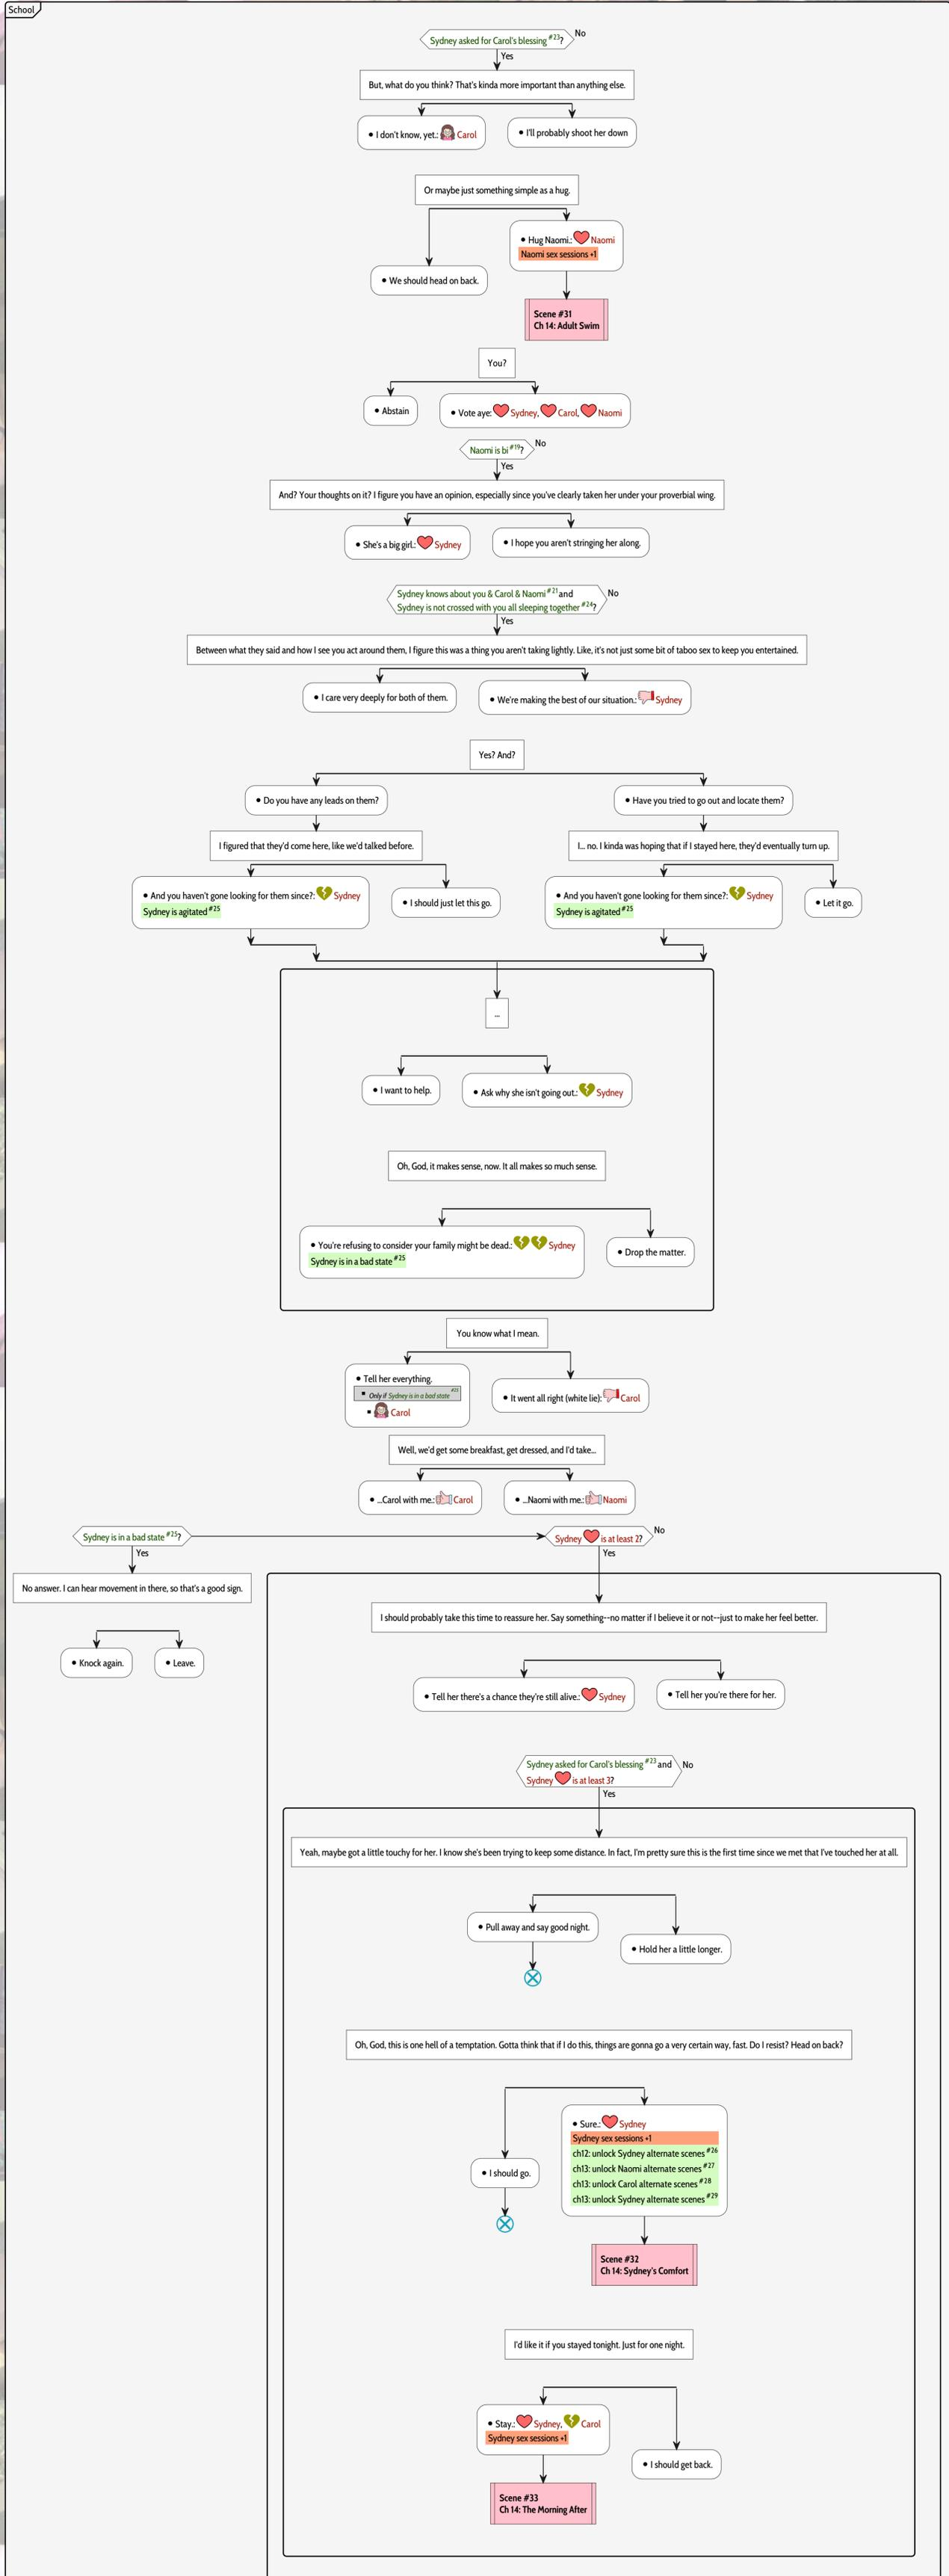 School
Sydney asked for Carol's blessing #23?
No
Yes
But, what do you think? That's kinda more important than anything else.
• I don't know, yet.: Carol
• I'll probably shoot her down
Or maybe just something simple as a hug.
• Hug Naomi.: Naomi
Naomi sex sessions +1
• We should head on back.
Scene #31
Ch 14: Adult Swim
You?
• Abstain
• Vote aye: Sydney, Carol, Naomi
Naomi is bi #19?
No
Yes
And? Your thoughts on it? I figure you have an opinion, especially since you've clearly taken her under your proverbial wing.
• She's a big girl.: Sydney
• I hope you aren't stringing her along.
Sydney knows about you & Carol & Naomi #21 and
Sydney is not crossed with you all sleeping together #24?
No
Yes
Between what they said and how I see you act around them, I figure this was a thing you aren't taking lightly. Like, it's not just some bit of taboo sex to keep you entertained.
• I care very deeply for both of them.
• We're making the best of our situation.: Sydney
Yes? And?
• Do you have any leads on them?
• Have you tried to go out and locate them?
I figured that they'd come here, like we'd talked before.
I... no. I kinda was hoping that if I stayed here, they'd eventually turn up.
• And you haven't gone looking for them since?: Sydney
Sydney is agitated #25
• I should just let this go.
• And you haven't gone looking for them since?: Sydney
Sydney is agitated #25
• Let it go.
...
• I want to help.
• Ask why she isn't going out.: Sydney
Oh, God, it makes sense, now. It all makes so much sense.
• You're refusing to consider your family might be dead.: Sydney
Sydney is in a bad state #25
• Drop the matter.
You know what I mean.
• Tell her everything.
• Only if Sydney is in a bad state #25
• Carol
• It went all right (white lie): Carol
Well, we'd get some breakfast, get dressed, and I'd take...
• ...Carol with me.: Carol
• ...Naomi with me.: Naomi
Sydney is in a bad state #25?
Yes
Sydney is at least 2?
No
Yes
No answer. I can hear movement in there, so that's a good sign.
• Knock again.
• Leave.
I should probably take this time to reassure her. Say something--no matter if I believe it or not--just to make her feel better.
• Tell her there's a chance they're still alive.: Sydney
• Tell her you're there for her.
Sydney asked for Carol's blessing #23 and
Sydney is at least 3?
No
Yes
Yeah, maybe got a little touchy for her. I know she's been trying to keep some distance. In fact, I'm pretty sure this is the first time since we met that I've touched her at all.
• Pull away and say good night.
• Hold her a little longer.
Oh, God, this is one hell of a temptation. Gotta think that if I do this, things are gonna go a very certain way, fast. Do I resist? Head on back?
• Sure.: Sydney
Sydney sex sessions +1
ch12: unlock Sydney alternate scenes #26
ch13: unlock Naomi alternate scenes #27
ch13: unlock Carol alternate scenes #28
ch13: unlock Sydney alternate scenes #29
• I should go.
Scene #32
Ch 14: Sydney's Comfort
I'd like it if you stayed tonight. Just for one night.
• Stay.: Sydney, Carol
Sydney sex sessions +1
• I should get back.
Scene #33
Ch 14: The Morning After